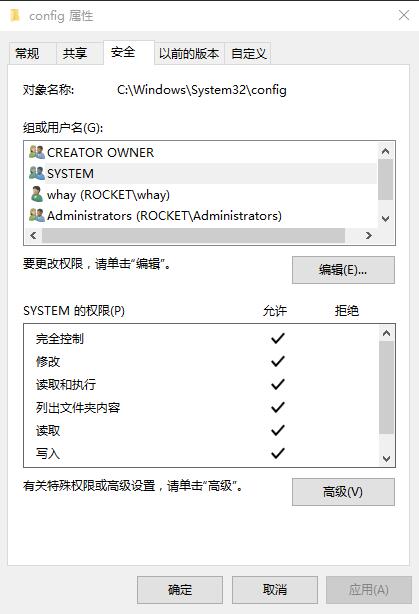 config 属性
常规 共享 安全 以前的版本 自定义
对象名称: C:\Windows\System32\config
组或用户名(G):
CREATOR OWNER
SYSTEM
whay (ROCKET\whay)
Administrators (ROCKET\Administrators)
要更改权限，请单击“编辑”。 编辑(E)...
SYSTEM 的权限(P) 允许 拒绝
完全控制
修改
读取和执行
列出文件夹内容
读取
写入
有关特殊权限或高级设置，请单击“高级”。 高级(V)
确定 取消 应用(A)